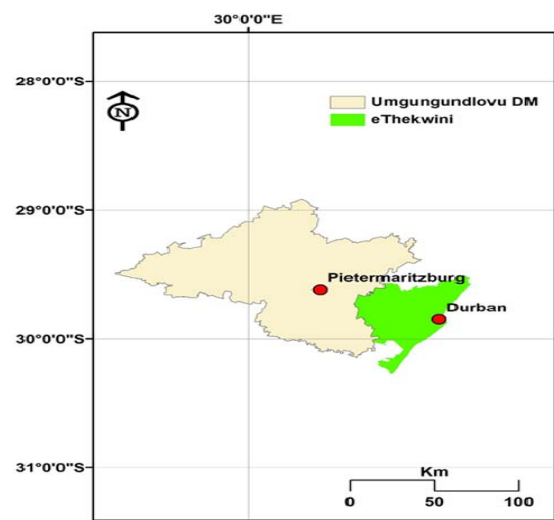 30°0'0"E
28°0'0"S
N
Umgungundlovu DM
eThekwini
29°0'0"S
Pietermaritzburg
Durban
30°0'0"S
31°0'0"S
Km
0 50 100